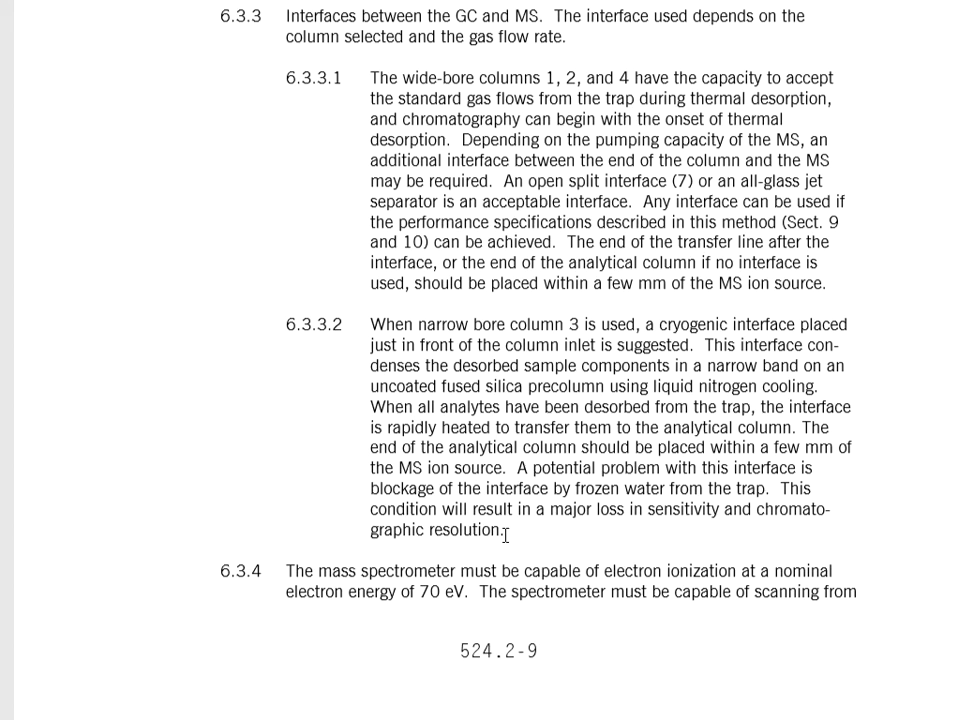 6.3.3 Interfaces between the GC and MS. The interface used depends on the
column selected and the gas flow rate.
6.3.3.1 The wide-bore columns 1, 2, and 4 have the capacity to accept
the standard gas flows from the trap during thermal desorption,
and chromatography can begin with the onset of thermal
desorption. Depending on the pumping capacity of the MS, an
additional interface between the end of the column and the MS
may be required. An open split interface (7) or an all-glass jet
separator is an acceptable interface. Any interface can be used if
the performance specifications described in this method (Sect. 9
and 10) can be achieved. The end of the transfer line after the
interface, or the end of the analytical column if no interface is
used, should be placed within a few mm of the MS ion source.
6.3.3.2 When narrow bore column 3 is used, a cryogenic interface placed
just in front of the column inlet is suggested. This interface con-
denses the desorbed sample components in a narrow band on an
uncoated fused silica precolumn using liquid nitrogen cooling.
When all analytes have been desorbed from the trap, the interface
is rapidly heated to transfer them to the analytical column. The
end of the analytical column should be placed within a few mm of
the MS ion source. A potential problem with this interface is
blockage of the interface by frozen water from the trap. This
condition will result in a major loss in sensitivity and chromato-
graphic resolution.
6.3.4 The mass spectrometer must be capable of electron ionization at a nominal
electron energy of 70 eV. The spectrometer must be capable of scanning from
524.2-9